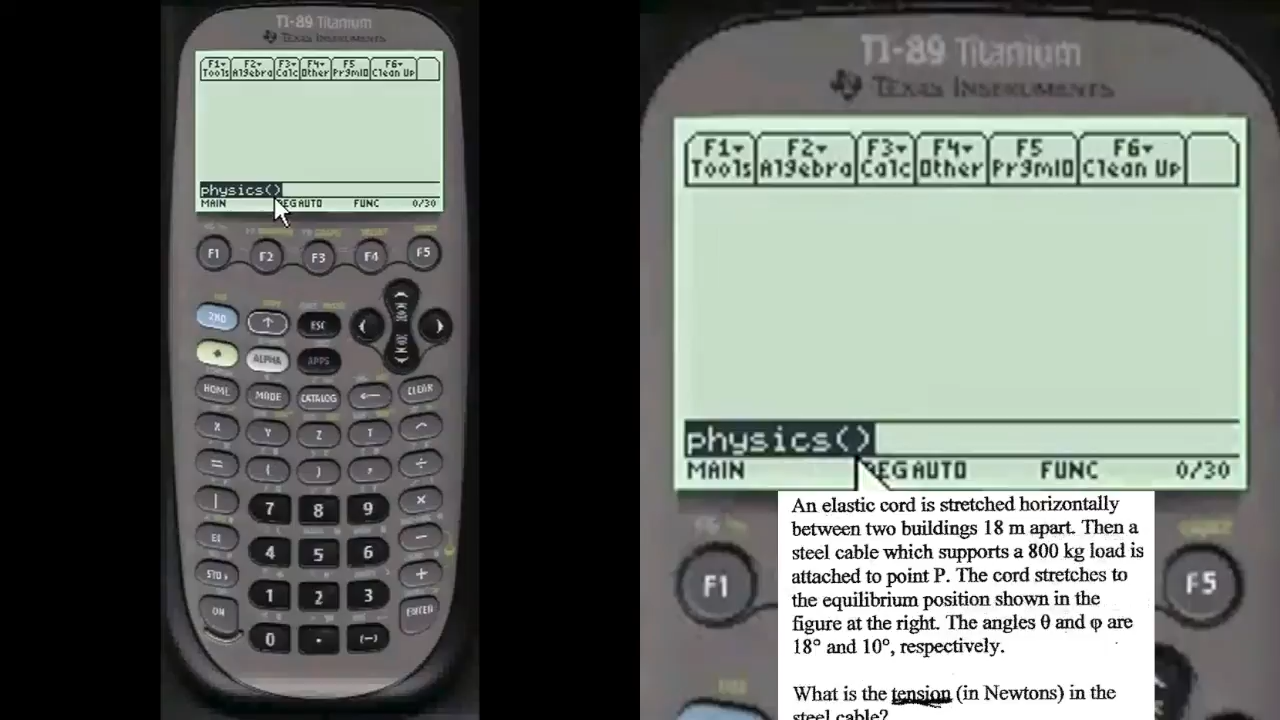 TI-89 Titanium
TEXAS INSTRUMENTS
F1 F2 F3 F4 F5 F6
Tools Algebra Calc Other PrgmIO Clean Up
physics()
MAIN AUTO FUNC 0/30
F1 F2 F3 F4 F5
2ND ESC
ALPHA APPS
HOME MODE CATALOG ← CLEAR
X Y Z T ^
= ( ) , ÷
| 7 8 9 ×
EE 4 5 6 −
STO▸ 1 2 3 +
ON 0 . (−) ENTER
TI-89 Titanium
TEXAS INSTRUMENTS
F1 F2 F3 F4 F5 F6
Tools Algebra Calc Other PrgmIO Clean Up
physics()
MAIN EG AUTO FUNC 0/30
F1 F5
An elastic cord is stretched horizontally
between two buildings 18 m apart. Then a
steel cable which supports a 800 kg load is
attached to point P. The cord stretches to
the equilibrium position shown in the
figure at the right. The angles θ and φ are
18° and 10°, respectively.
What is the tension (in Newtons) in the
steel cable?